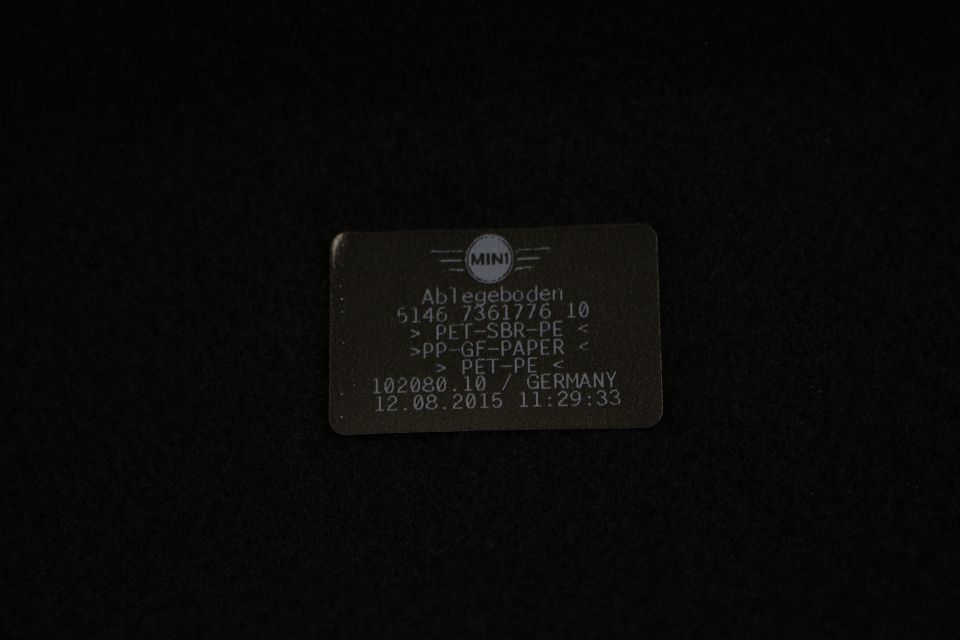 MINI
Ablegeboden
5146 7361776 10
> PET-SBR-PE <
>PP-GF-PAPER <
> PET-PE <
102080.10 / GERMANY
12.08.2015 11:29:33